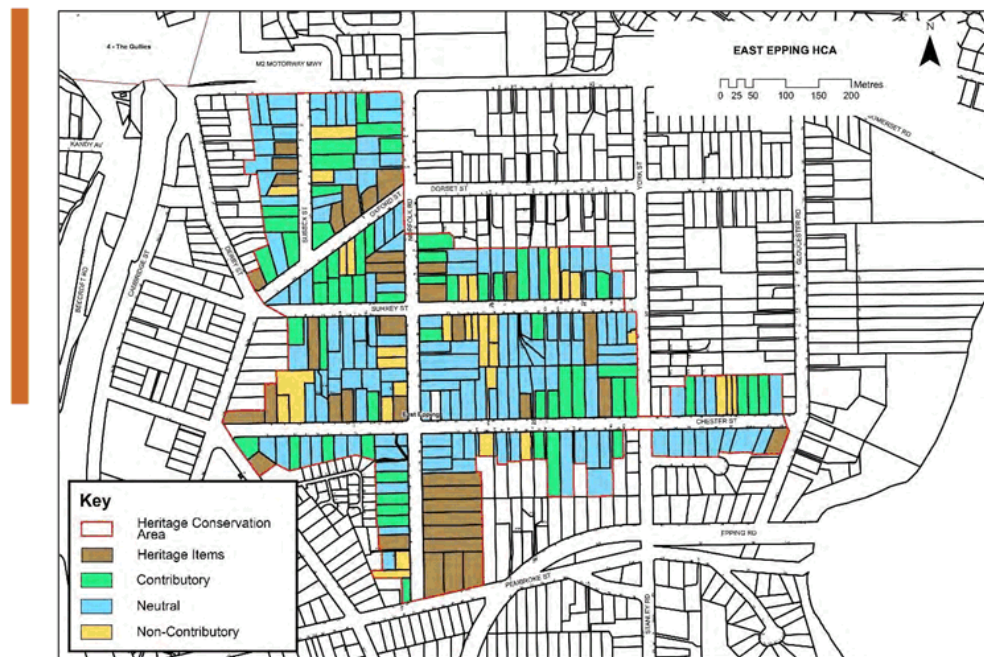 4 - The Gullies
M2 MOTORWAY MWY
EAST EPPING HCA
N
Metres
0 25 50 100 150 200
KANDY AV
SOMERSET RD
DORSET ST
YORK ST
OXFORD ST
NORFOLK RD
SUSSEX ST
DERBY ST
CAMBRIDGE ST
BEECROFT RD
GLOUCESTER RD
SURREY ST
East Epping
CHESTER ST
EPPING RD
PEMBROKE ST
STANLEY RD
Key
Heritage Conservation
Area
Heritage Items
Contributory
Neutral
Non-Contributory